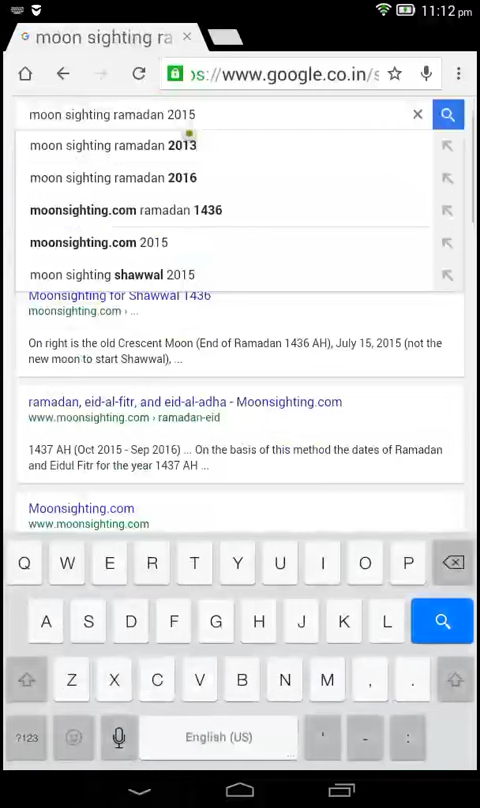 11:12 pm
moon sighting ra
os://www.google.co.in/s
moon sighting ramadan 2015
moon sighting ramadan 2013
moon sighting ramadan 2016
moonsighting.com ramadan 1436
moonsighting.com 2015
moon sighting shawwal 2015
Moonsighting for Shawwal 1436
moonsighting.com › ...
On right is the old Crescent Moon (End of Ramadan 1436 AH), July 15, 2015 (not the
new moon to start Shawwal), ...
ramadan, eid-al-fitr, and eid-al-adha - Moonsighting.com
www.moonsighting.com › ramadan-eid
1437 AH (Oct 2015 - Sep 2016) ... On the basis of this method the dates of Ramadan
and Eidul Fitr for the year 1437 AH ...
Moonsighting.com
www.moonsighting.com
Q W E R T Y U I O P
A S D F G H J K L
Z X C V B N M , .
?123 English (US) ' - :